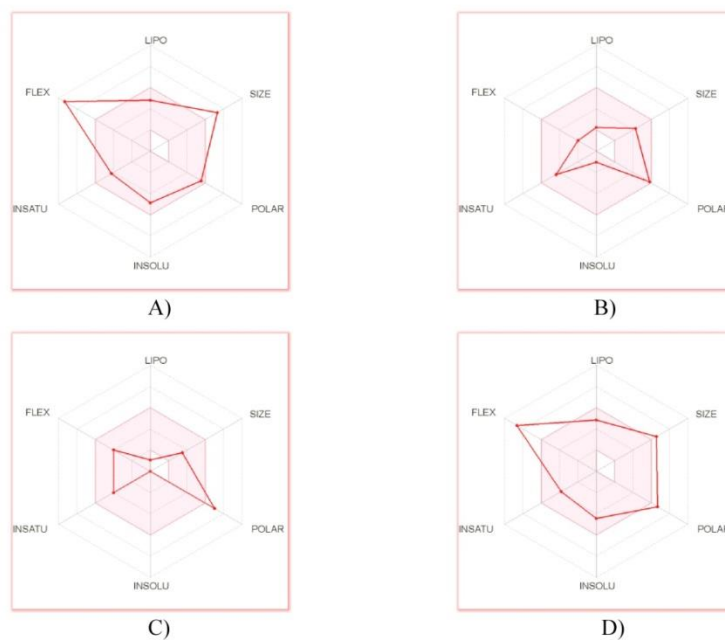 LIPO
FLEX SIZE
INSATU POLAR
INSOLU
A)
LIPO
FLEX SIZE
INSATU POLAR
INSOLU
B)
LIPO
FLEX SIZE
INSATU POLAR
INSOLU
C)
LIPO
FLEX SIZE
INSATU POLAR
INSOLU
D)